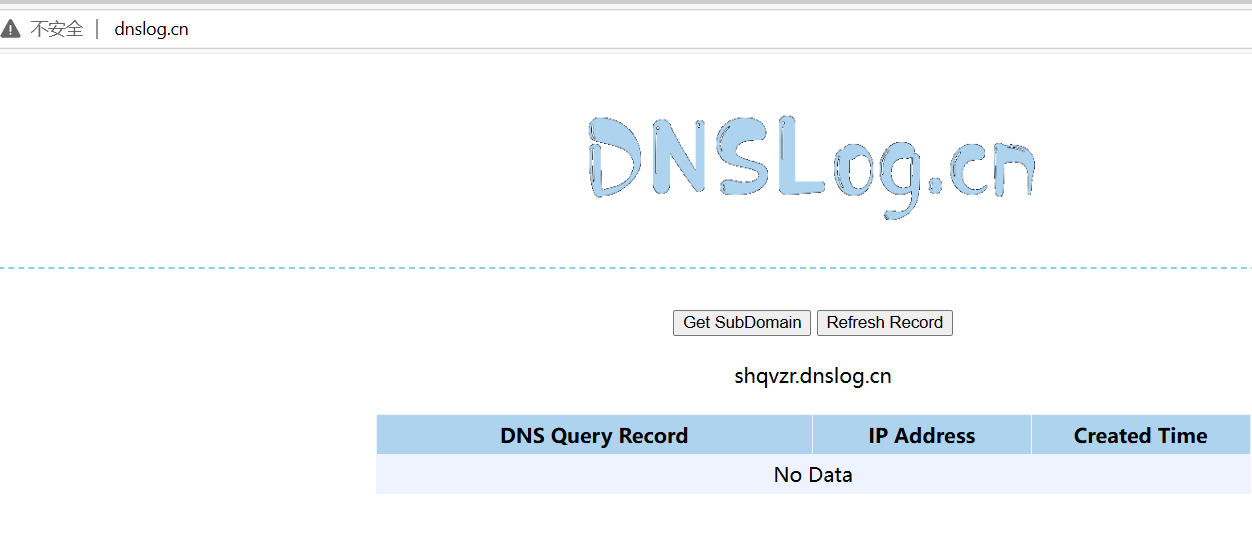 不安全 | dnslog.cn
DNSLog.cn
Get SubDomain Refresh Record
shqvzr.dnslog.cn
DNS Query Record IP Address Created Time
No Data